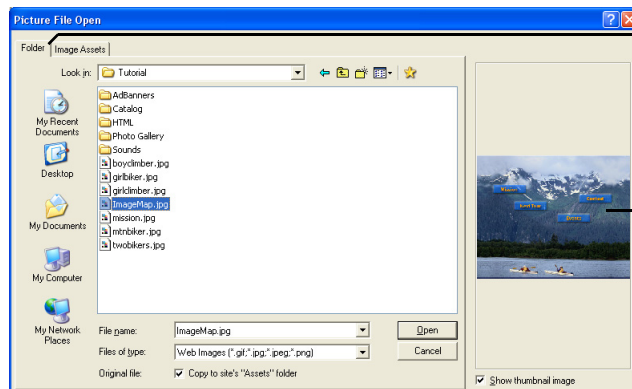 Picture File Open
Folder
Image Assets
Look in:
Tutorial
My Recent
Documents
Desktop
My Documents
My Computer
My Network
Places
AdBanners
Catalog
HTML
Photo Gallery
Sounds
boyclimber.jpg
girlbiker.jpg
girlclimber.jpg
ImageMap.jpg
mission.jpg
mtnbiker.jpg
twobikers.jpg
File name:
ImageMap.jpg
Open
Files of type:
Web Images (*.gif;*.jpg;*.jpeg;*.png)
Cancel
Original file:
Copy to site's "Assets" folder
Show thumbnail image